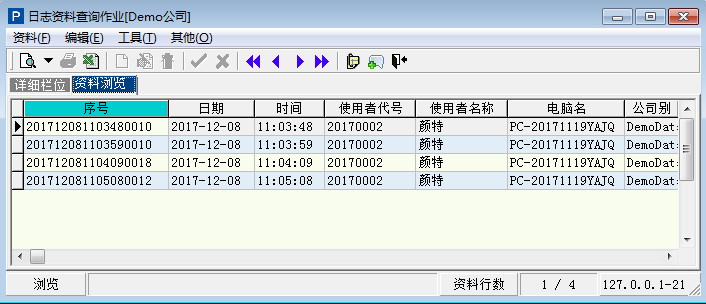 日志资料查询作业[Demo公司]
资料(F) 编辑(E) 工具(T) 其他(O)
详细栏位 资料浏览
序号 日期 时间 使用者代号 使用者名称 电脑名 公司别
201712081103480010 2017-12-08 11:03:48 20170002 颜特 PC-20171119YAJQ DemoDat
201712081103590010 2017-12-08 11:03:59 20170002 颜特 PC-20171119YAJQ DemoDat
201712081104090018 2017-12-08 11:04:09 20170002 颜特 PC-20171119YAJQ DemoDat
201712081105080012 2017-12-08 11:05:08 20170002 颜特 PC-20171119YAJQ DemoDat
浏览 资料行数 1 / 4 127.0.0.1-21